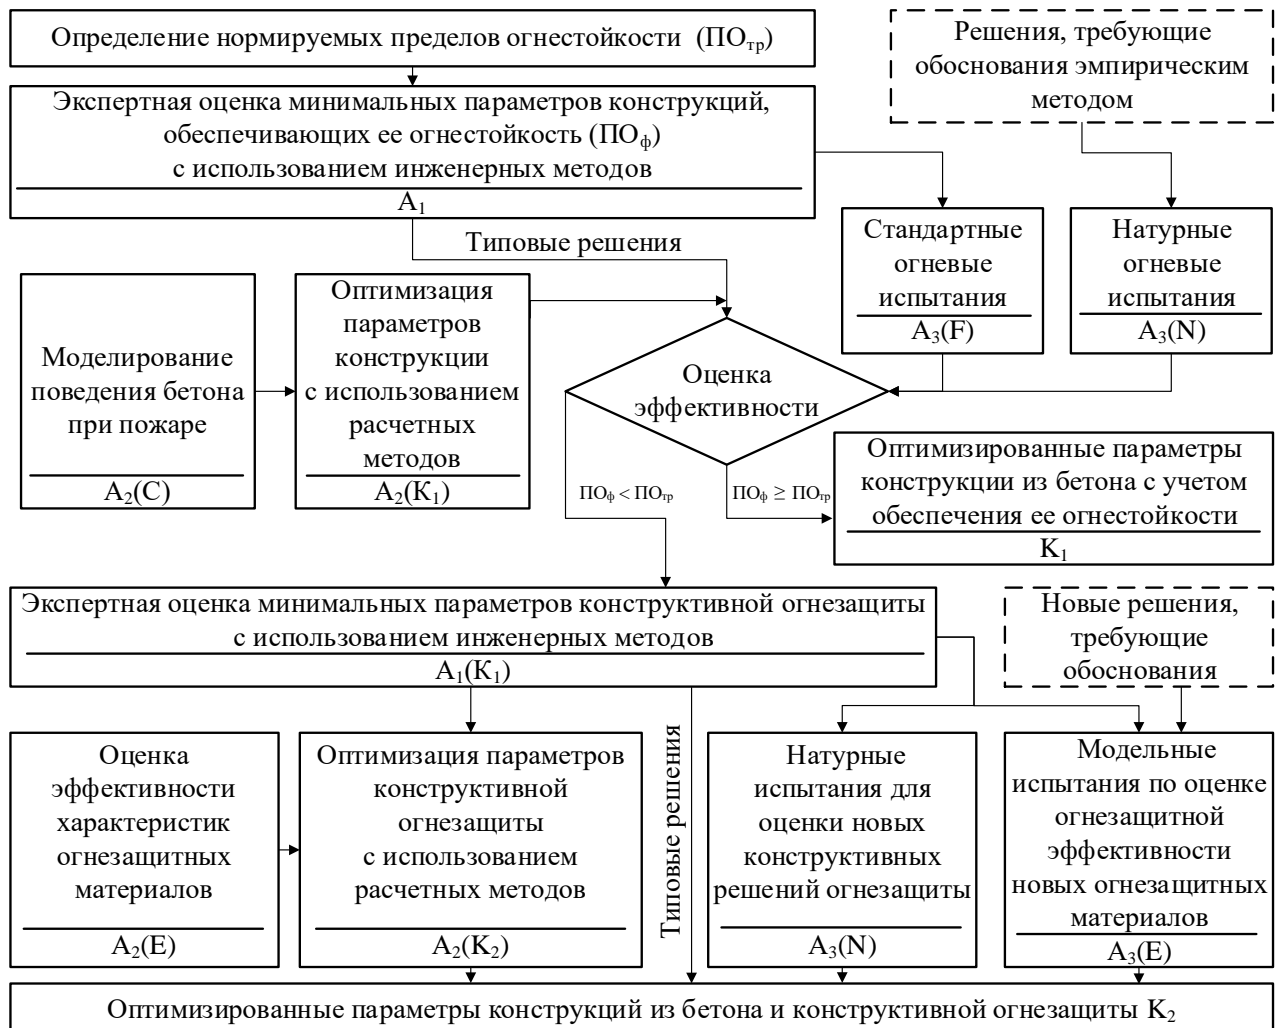 Определение нормируемых пределов огнестойкости (ПОтр)
Решения, требующие
обоснования эмпирическим
методом
Экспертная оценка минимальных параметров конструкций,
обеспечивающих ее огнестойкость (ПОф)
с использованием инженерных методов
A1
Типовые решения
Стандартные
огневые
испытания
A3(F)
Натурные
огневые
испытания
A3(N)
Моделирование
поведения бетона
при пожаре
A2(C)
Оптимизация
параметров
конструкции
с использованием
расчетных
методов
A2(K1)
Оценка
эффективности
ПОф < ПОтр
ПОф ≥ ПОтр
Оптимизированные параметры
конструкции из бетона с учетом
обеспечения ее огнестойкости
K1
Экспертная оценка минимальных параметров конструктивной огнезащиты
с использованием инженерных методов
A1(K1)
Новые решения,
требующие
обоснования
Оценка
эффективности
характеристик
огнезащитных
материалов
A2(E)
Оптимизация параметров
конструктивной
огнезащиты
с использованием
расчетных методов
A2(K2)
Типовые решения
Натурные
испытания для
оценки новых
конструктивных
решений огнезащиты
A3(N)
Модельные
испытания по оценке
огнезащитной
эффективности
новых огнезащитных
материалов
A3(E)
Оптимизированные параметры конструкций из бетона и конструктивной огнезащиты K2